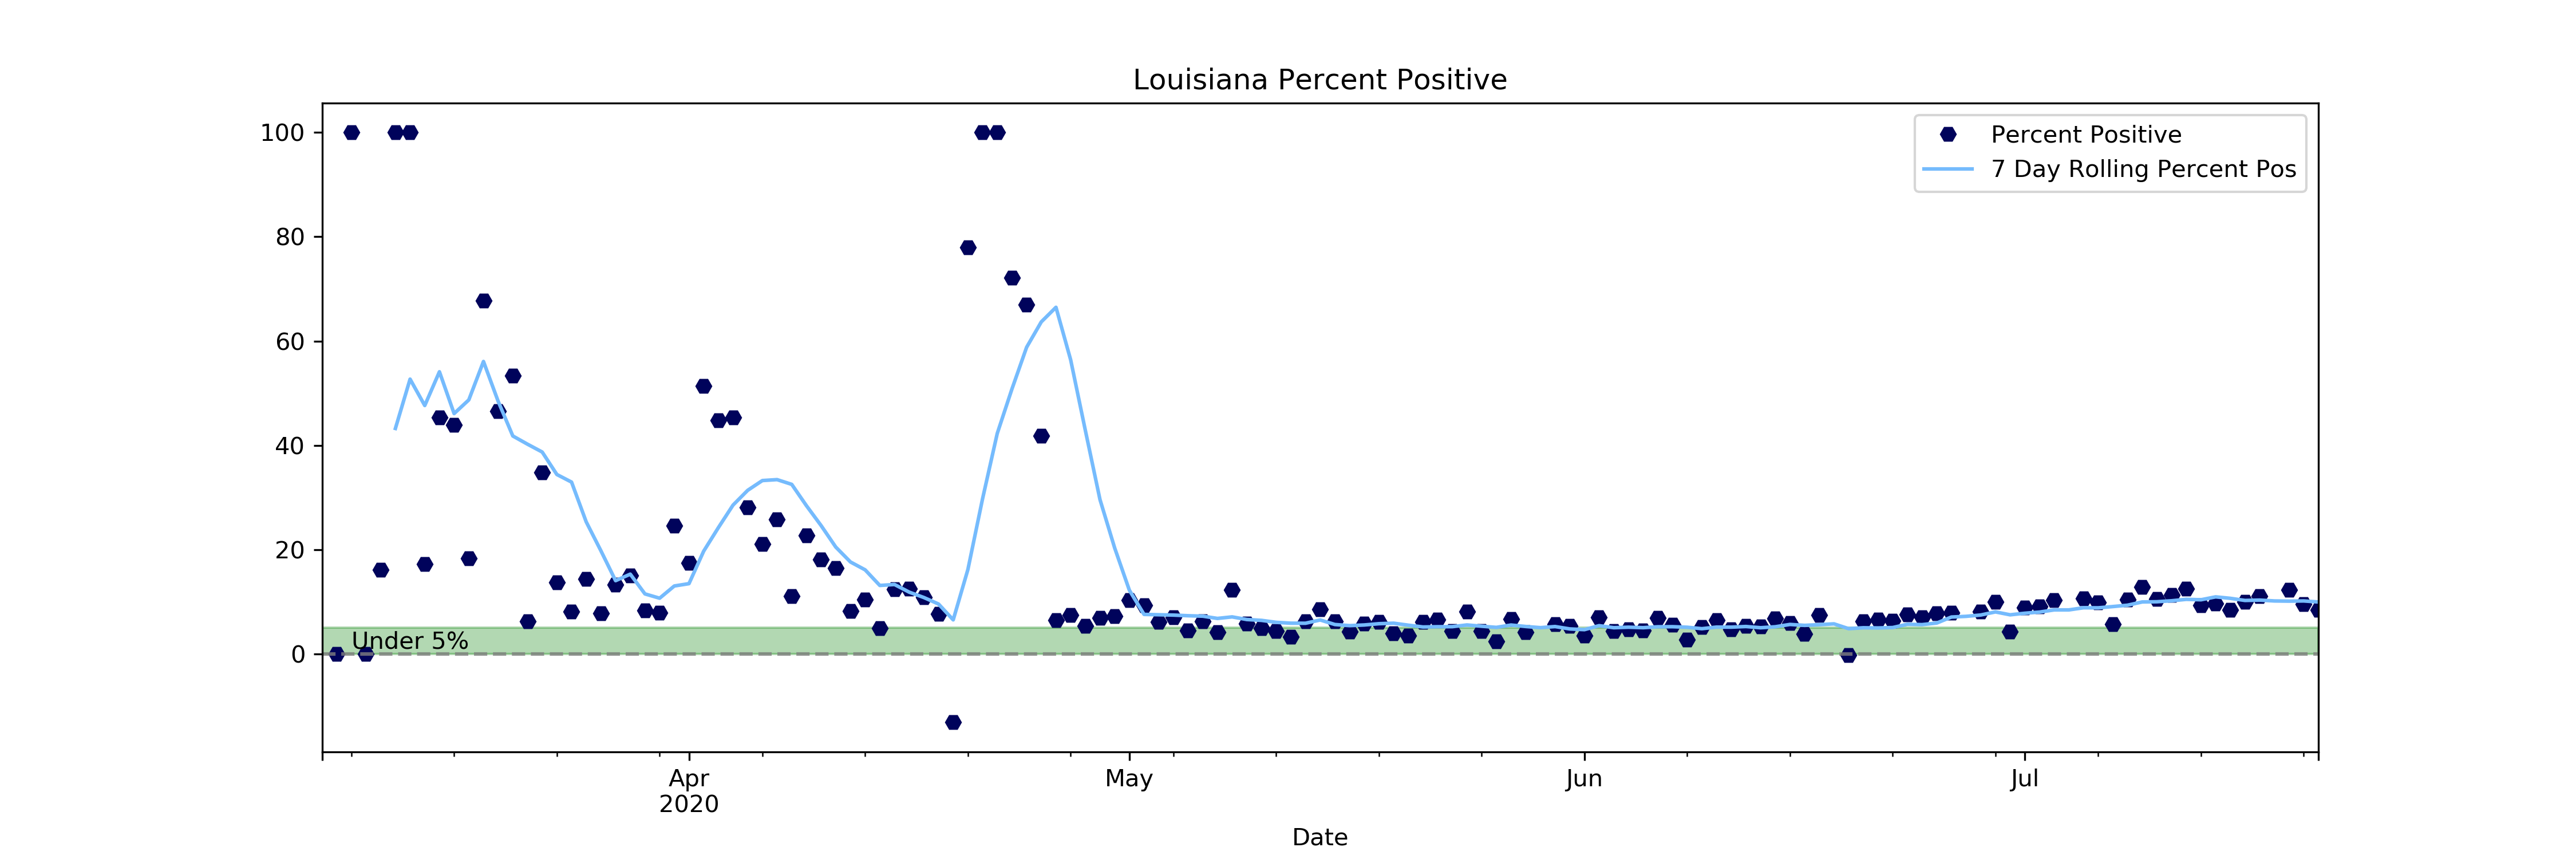 Louisiana Percent Positive
100
80
60
40
20
0
Percent Positive
7 Day Rolling Percent Pos
Under 5%
Apr
2020
May
Jun
Jul
Date